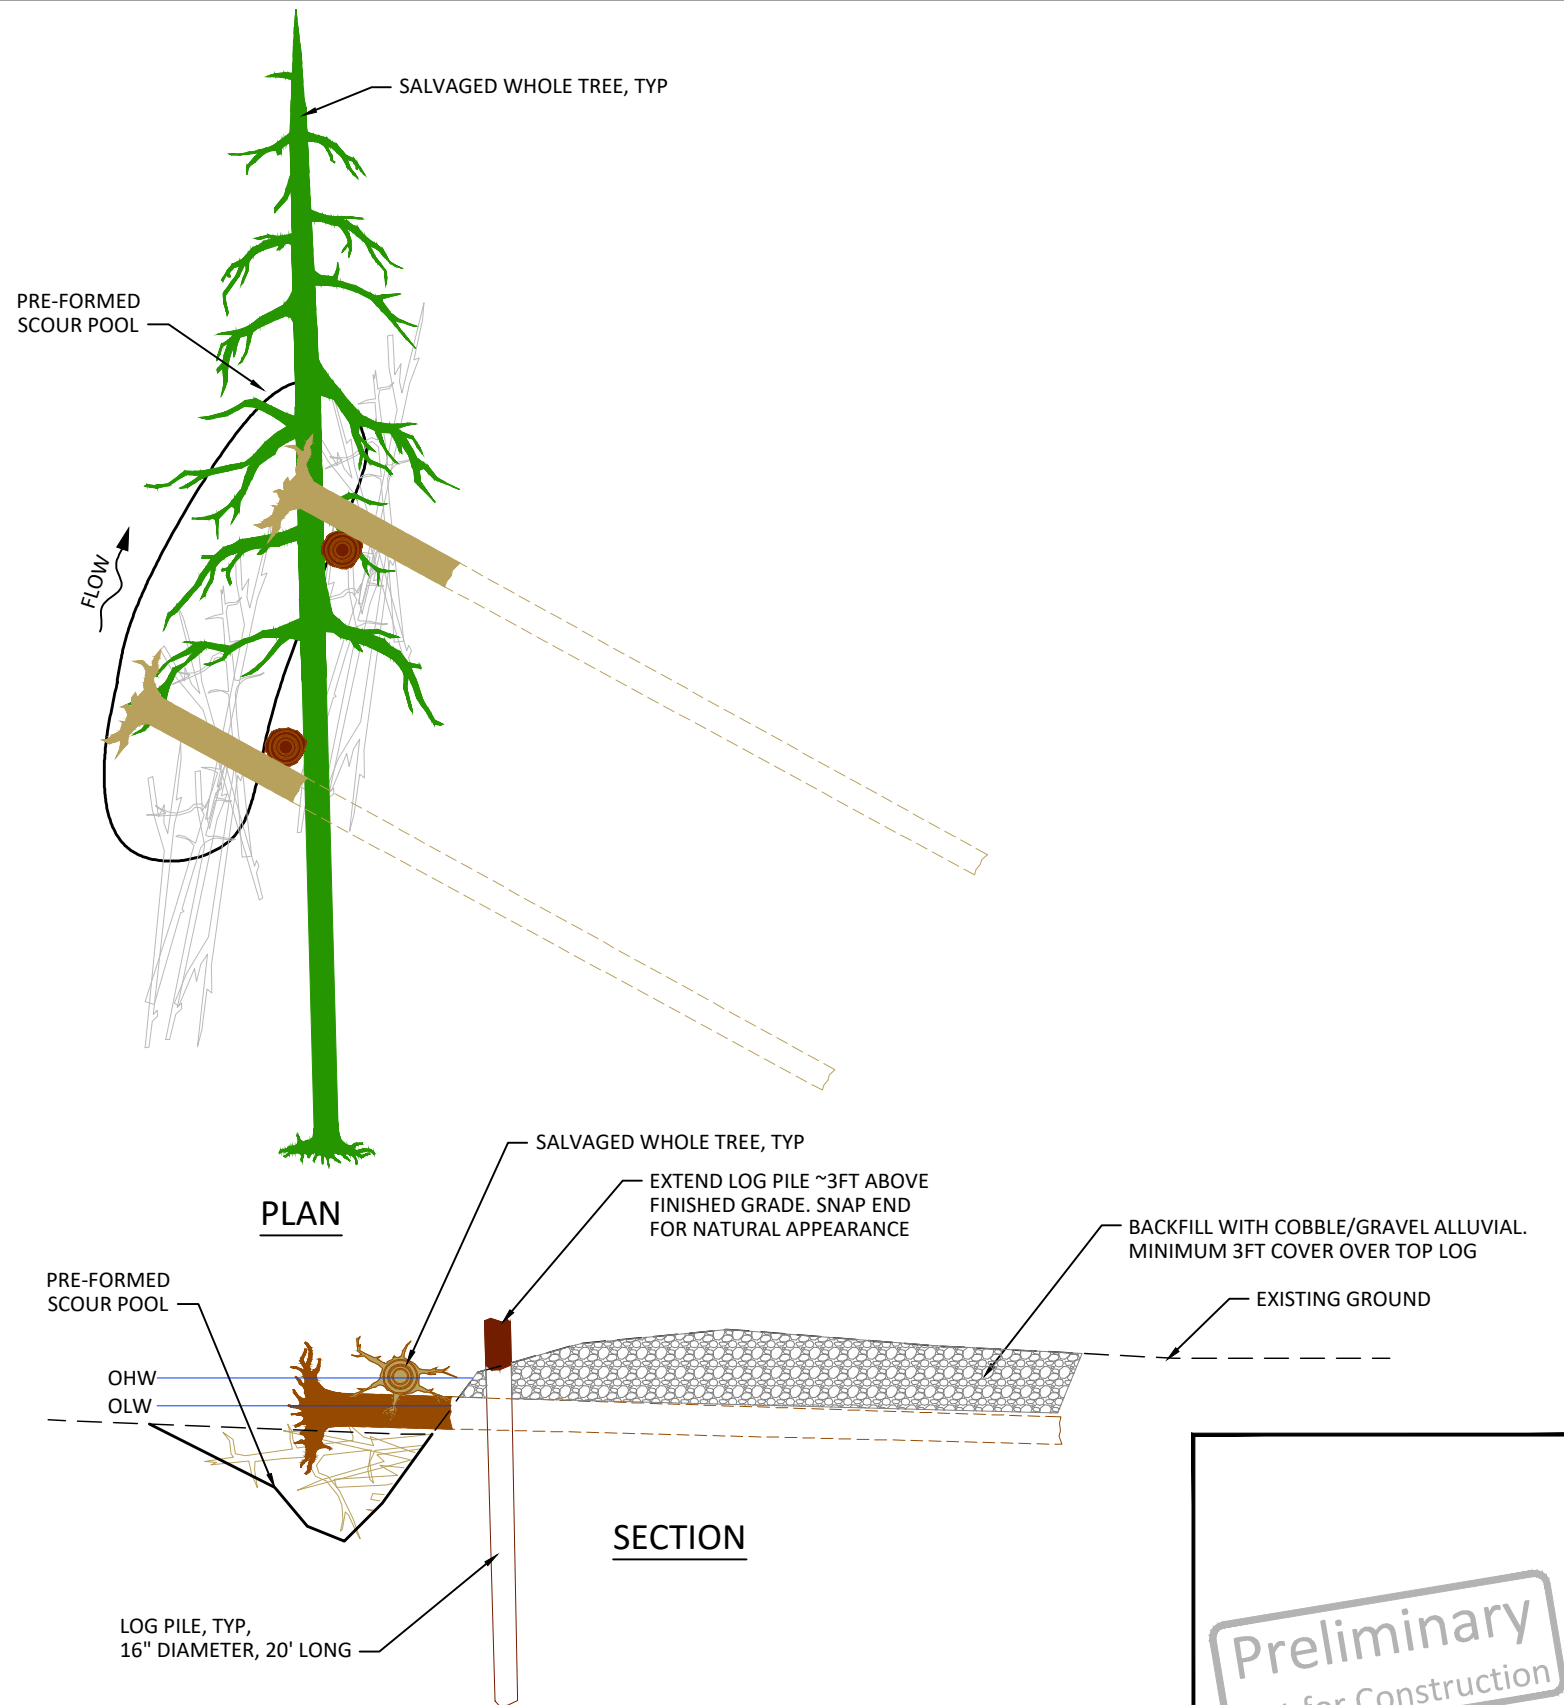 SALVAGED WHOLE TREE, TYP
PRE-FORMED
SCOUR POOL
FLOW
PLAN
SALVAGED WHOLE TREE, TYP
EXTEND LOG PILE ~3FT ABOVE
FINISHED GRADE. SNAP END
FOR NATURAL APPEARANCE
BACKFILL WITH COBBLE/GRAVEL ALLUVIAL.
MINIMUM 3FT COVER OVER TOP LOG
EXISTING GROUND
PRE-FORMED
SCOUR POOL
OHW
OLW
SECTION
LOG PILE, TYP,
16" DIAMETER, 20' LONG
Preliminary
for Construction